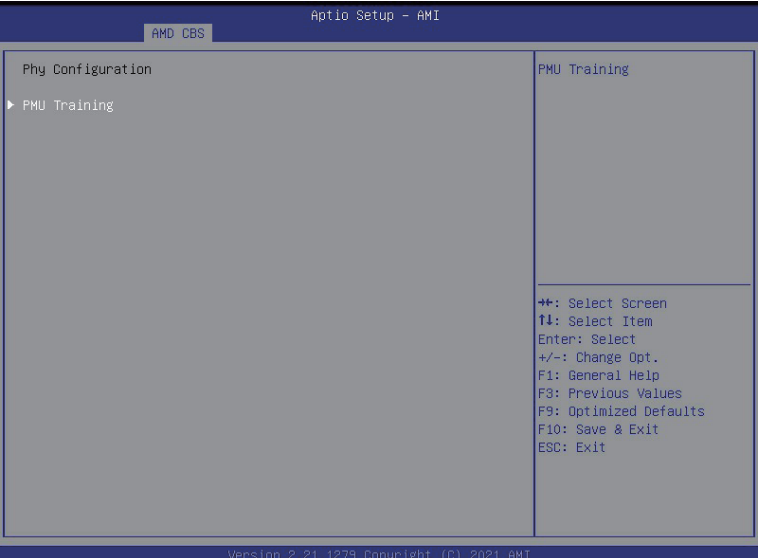 Aptio Setup – AMI
AMD CBS
Phy Configuration
PMU Training
PMU Training
→←: Select Screen
↑↓: Select Item
Enter: Select
+/-: Change Opt.
F1: General Help
F3: Previous Values
F9: Optimized Defaults
F10: Save & Exit
ESC: Exit
Version 2.21.1279 Copyright (C) 2021 AMI